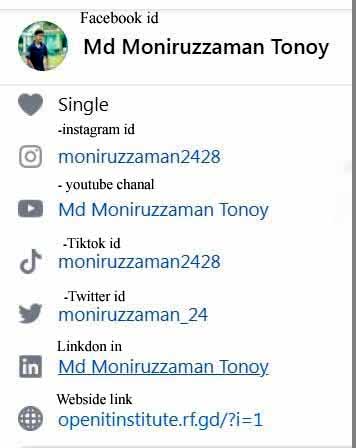 Facebook id
Md Moniruzzaman Tonoy
Single
-instagram id
moniruzzaman2428
- youtube chanal
Md Moniruzzaman Tonoy
-Tiktok id
moniruzzaman2428
-Twitter id
moniruzzaman_24
Linkdon in
Md Moniruzzaman Tonoy
Webside link
openitinstitute.rf.gd/?i=1